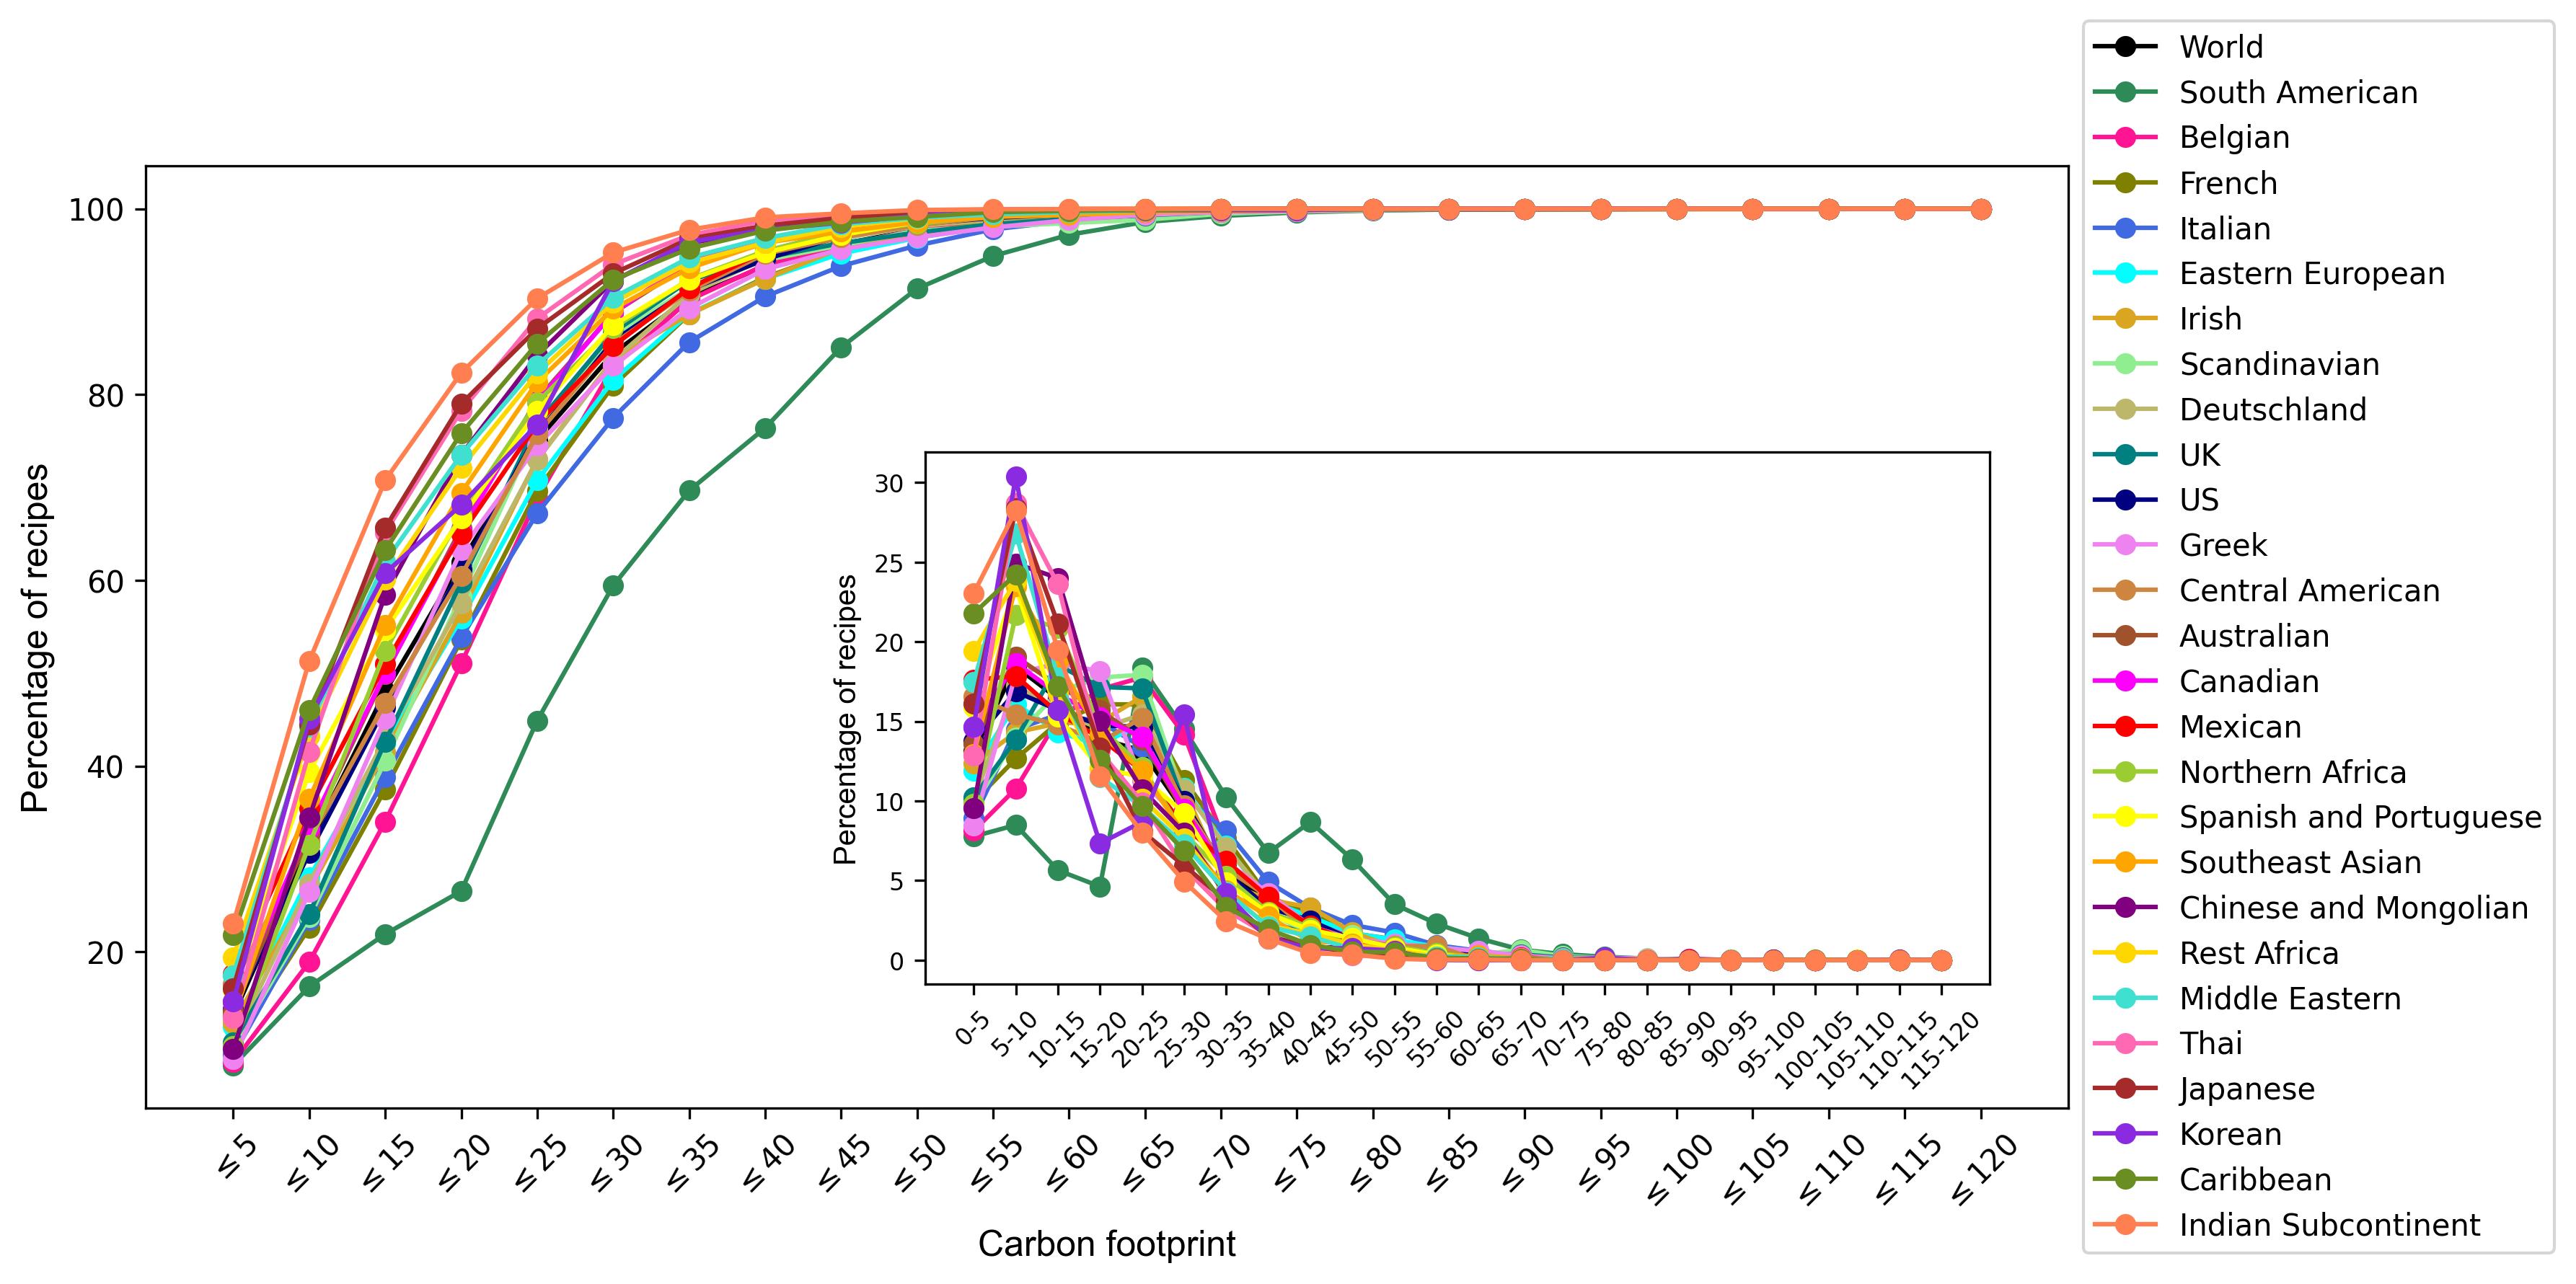 100
80
60
40
20
Percentage of recipes
≤ 5
≤ 10
≤ 15
≤ 20
≤ 25
≤ 30
≤ 35
≤ 40
≤ 45
≤ 50
≤ 55
≤ 60
≤ 65
≤ 70
≤ 75
≤ 80
≤ 85
≤ 90
≤ 95
≤ 100
≤ 105
≤ 110
≤ 115
≤ 120
Carbon footprint
30
25
20
15
10
5
0
Percentage of recipes
0-5
5-10
10-15
15-20
20-25
25-30
30-35
35-40
40-45
45-50
50-55
55-60
60-65
65-70
70-75
75-80
80-85
85-90
90-95
95-100
100-105
105-110
110-115
115-120
World
South American
Belgian
French
Italian
Eastern European
Irish
Scandinavian
Deutschland
UK
US
Greek
Central American
Australian
Canadian
Mexican
Northern Africa
Spanish and Portuguese
Southeast Asian
Chinese and Mongolian
Rest Africa
Middle Eastern
Thai
Japanese
Korean
Caribbean
Indian Subcontinent